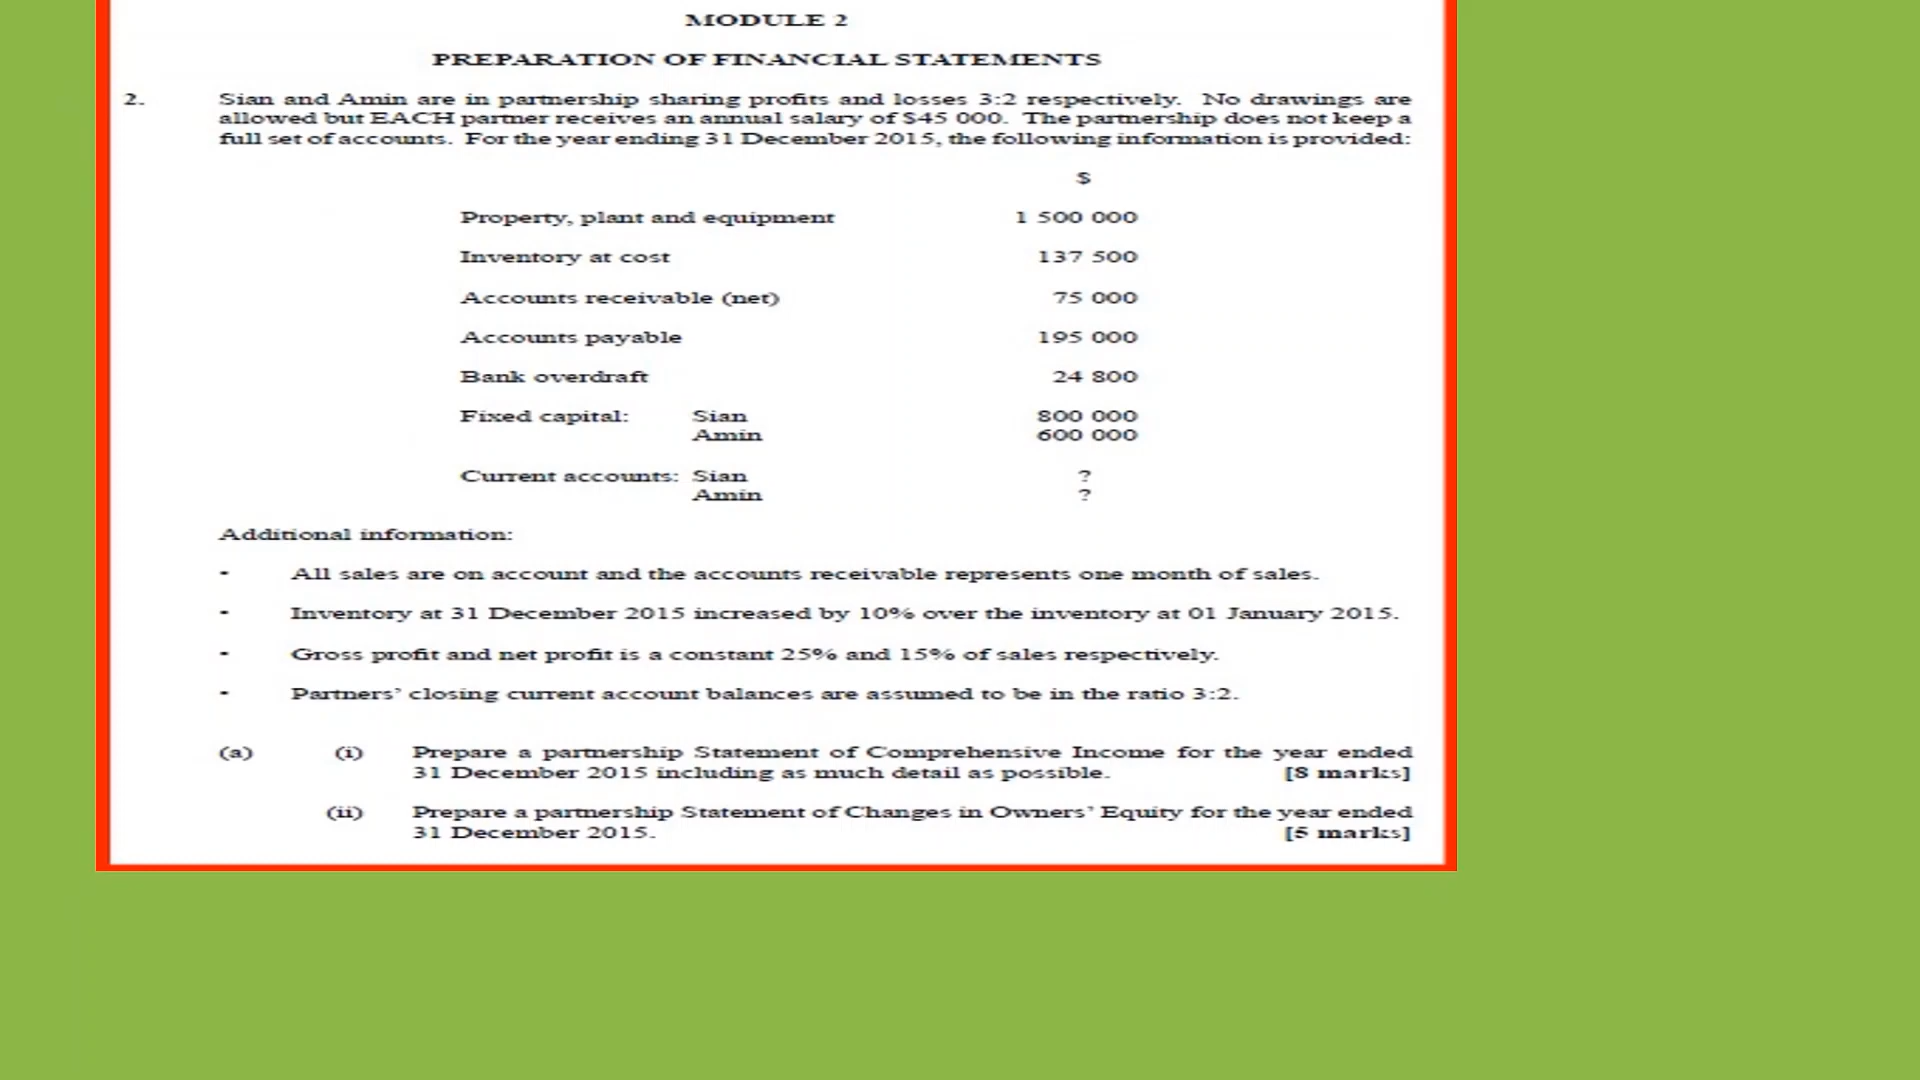 MODULE 2
PREPARATION OF FINANCIAL STATEMENTS
2. Sian and Amin are in partnership sharing profits and losses 3:2 respectively. No drawings are
allowed but EACH partner receives an annual salary of $45 000. The partnership does not keep a
full set of accounts. For the year ending 31 December 2015, the following information is provided:
$
Property, plant and equipment 1 500 000
Inventory at cost 137 500
Accounts receivable (net) 75 000
Accounts payable 195 000
Bank overdraft 24 800
Fixed capital: Sian 800 000
Amin 600 000
Current accounts: Sian ?
Amin ?
Additional information:
• All sales are on account and the accounts receivable represents one month of sales.
• Inventory at 31 December 2015 increased by 10% over the inventory at 01 January 2015.
• Gross profit and net profit is a constant 25% and 15% of sales respectively.
• Partners’ closing current account balances are assumed to be in the ratio 3:2.
(a) (i) Prepare a partnership Statement of Comprehensive Income for the year ended
31 December 2015 including as much detail as possible. [8 marks]
(ii) Prepare a partnership Statement of Changes in Owners’ Equity for the year ended
31 December 2015. [5 marks]